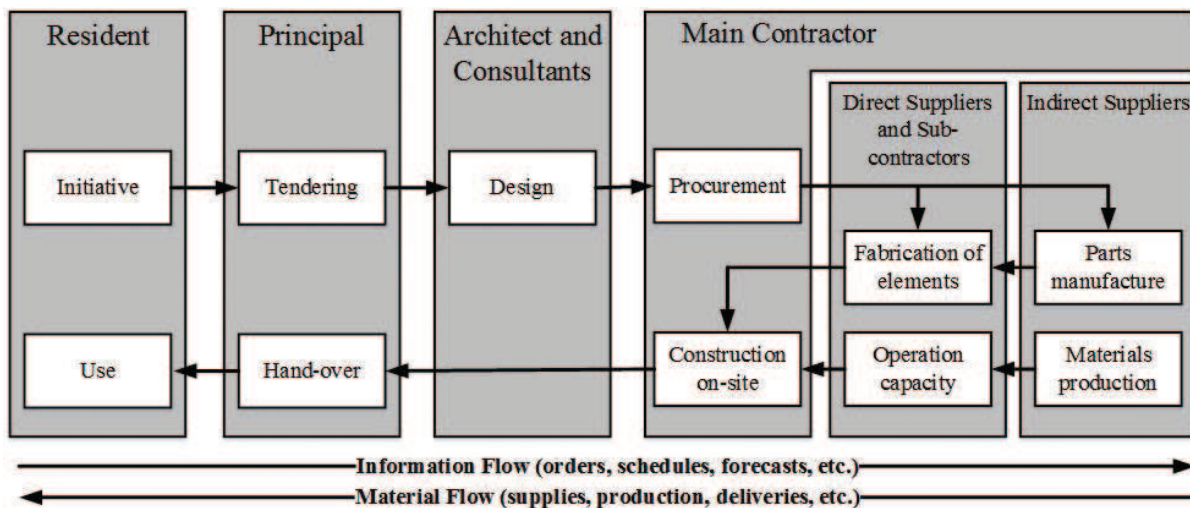 Resident
Principal
Architect and
Consultants
Main Contractor
Direct Suppliers
and Sub-
contractors
Indirect Suppliers
Initiative
Tendering
Design
Procurement
Fabrication of
elements
Parts
manufacture
Use
Hand-over
Construction
on-site
Operation
capacity
Materials
production
Information Flow (orders, schedules, forecasts, etc.)
Material Flow (supplies, production, deliveries, etc.)